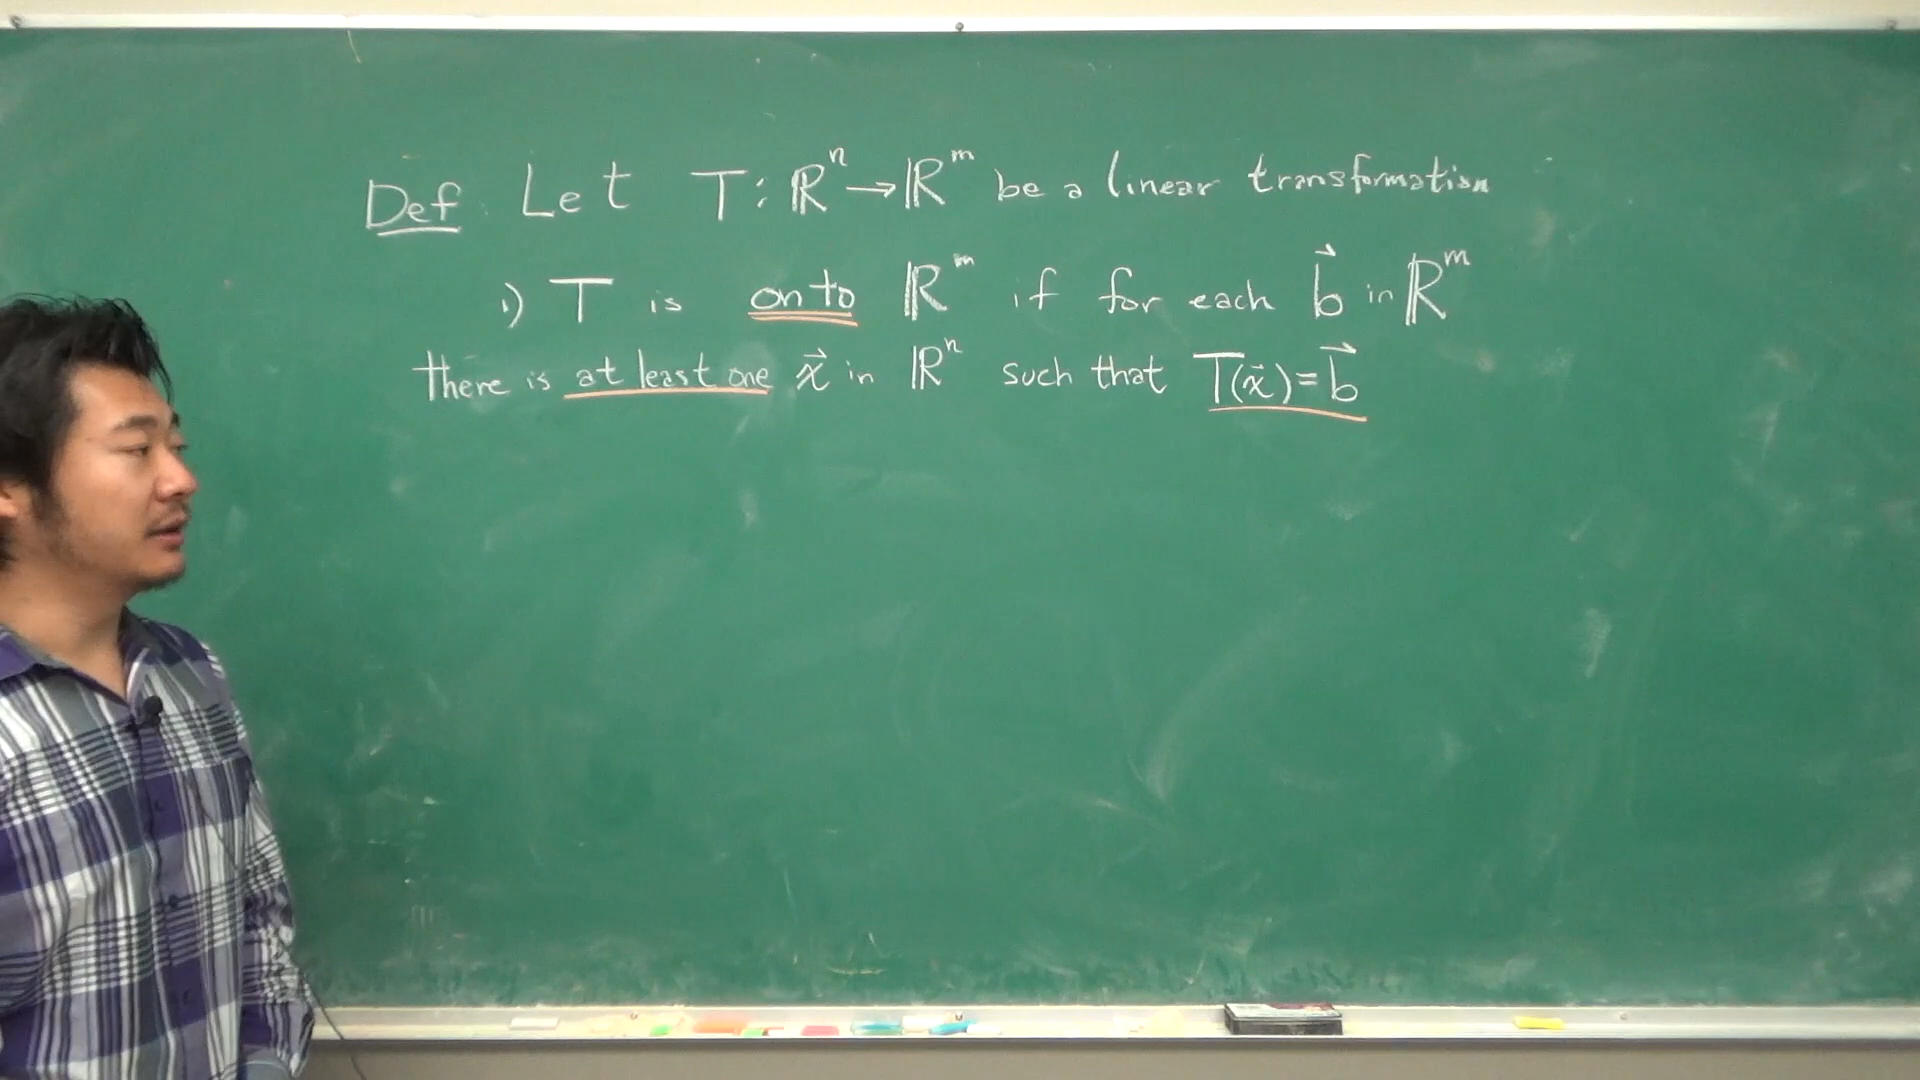 Def: Let T: ℝⁿ → ℝᵐ be a linear transformation
1) T is onto ℝᵐ if for each b⃗ in ℝᵐ
there is at least one x⃗ in ℝⁿ such that T(x⃗)=b⃗